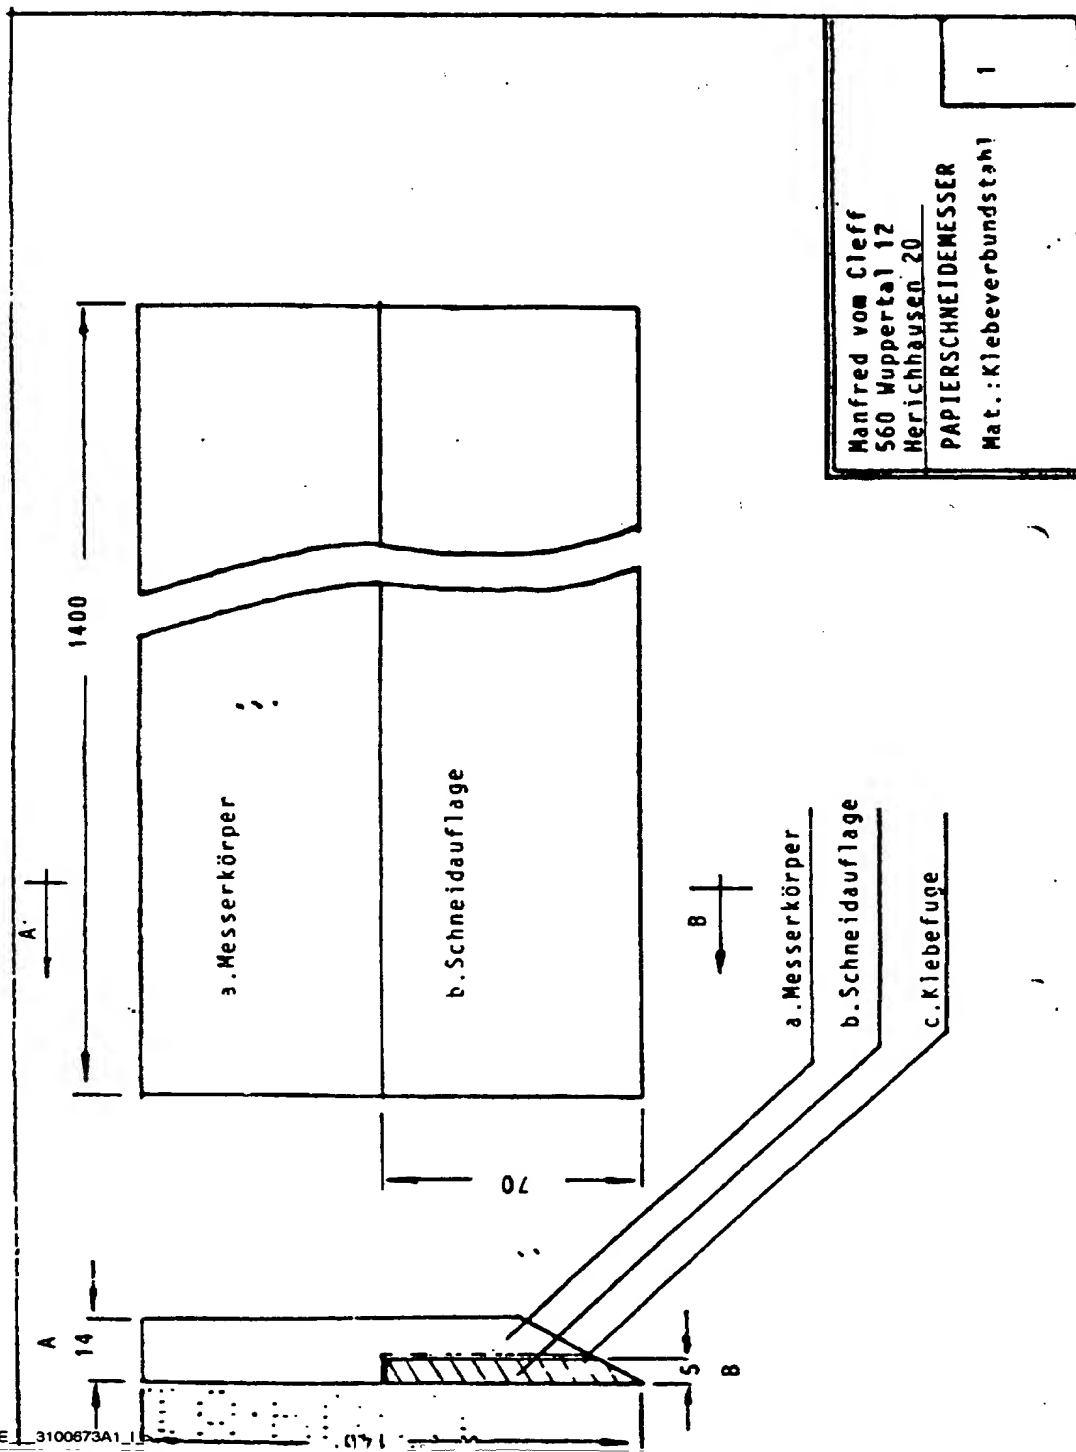 A
1400
a.Messerkörper
b.Schneidauflage
B
70
A
14
5
B
a.Messerkörper
b.Schneidauflage
c.Klebefuge
Manfred vom Cleff
560 Wuppertal 12
Herichhausen 20
PAPIERSCHNEIDEMESSER
1
Mat.:Klebeverbundstahl
3100673A1_I